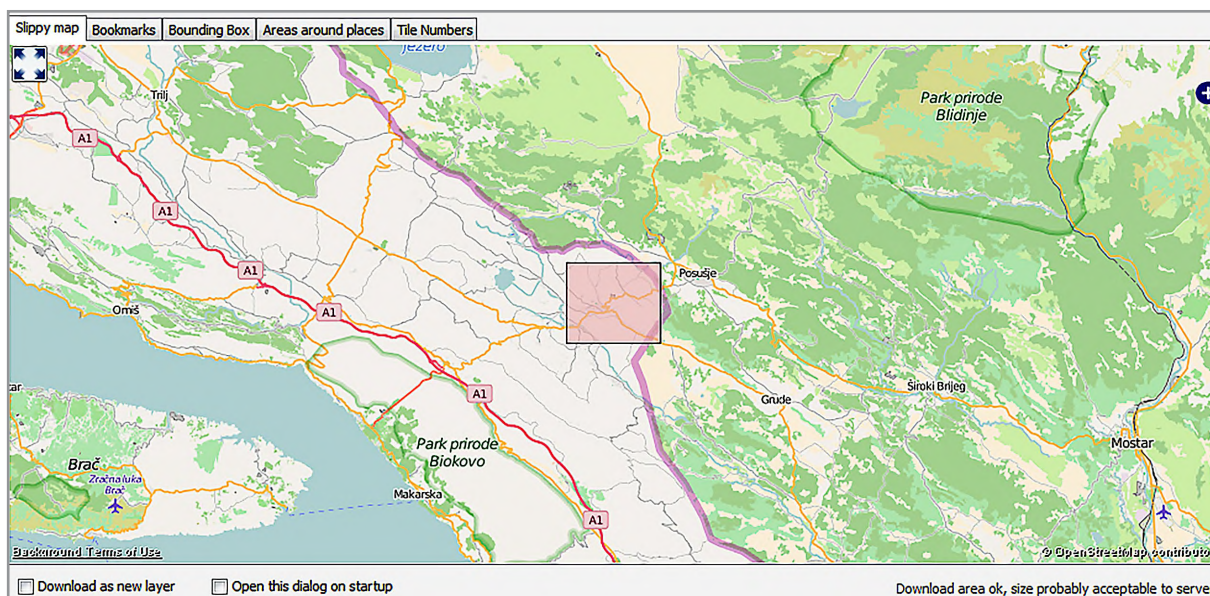 Slippy map
Bookmarks
Bounding Box
Areas around places
Tile Numbers
jezero
Trilj
Park prirode
Blidinje
A1
A1
A1
Posušje
A1
Omiš
A1
Široki Brijeg
Grude
Park prirode
Biokovo
Mostar
Brač
Zračna luka
Brač
Makarska
A1
Background Terms of Use
© OpenStreetMap contributo
Download as new layer
Open this dialog on startup
Download area ok, size probably acceptable to serve